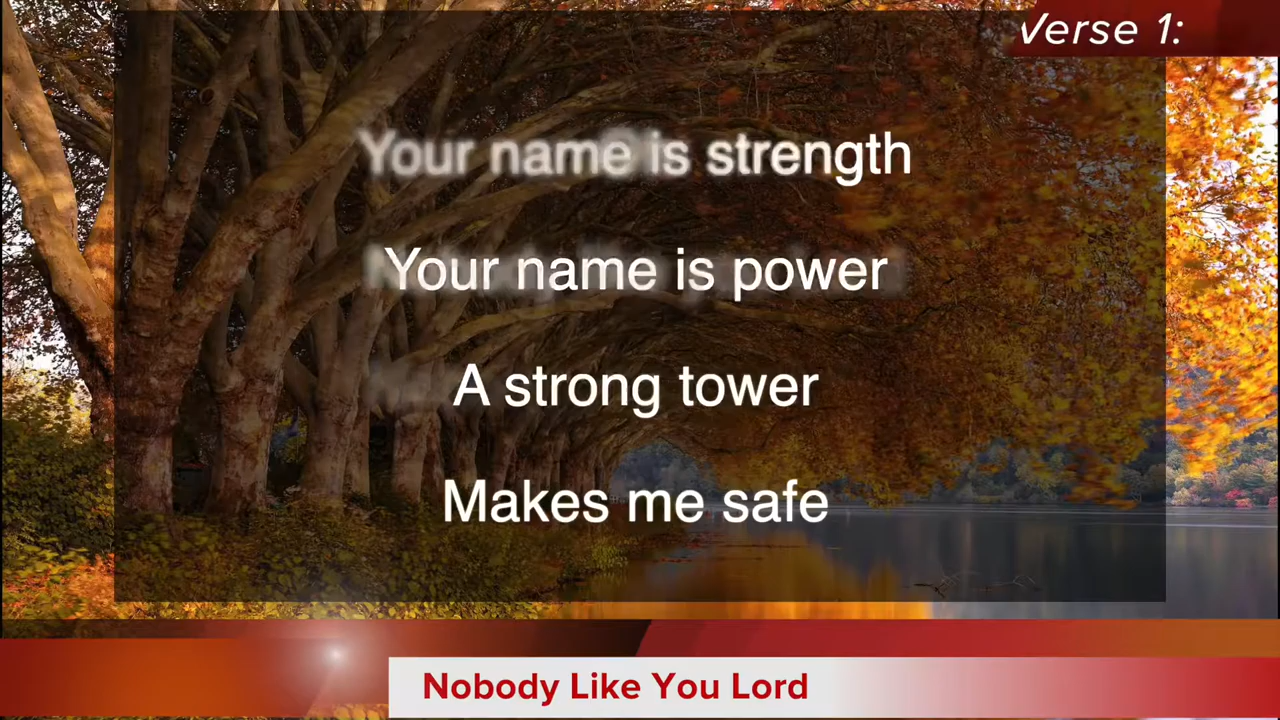 Verse 1:
Your name is strength
Your name is power
A strong tower
Makes me safe
Nobody Like You Lord